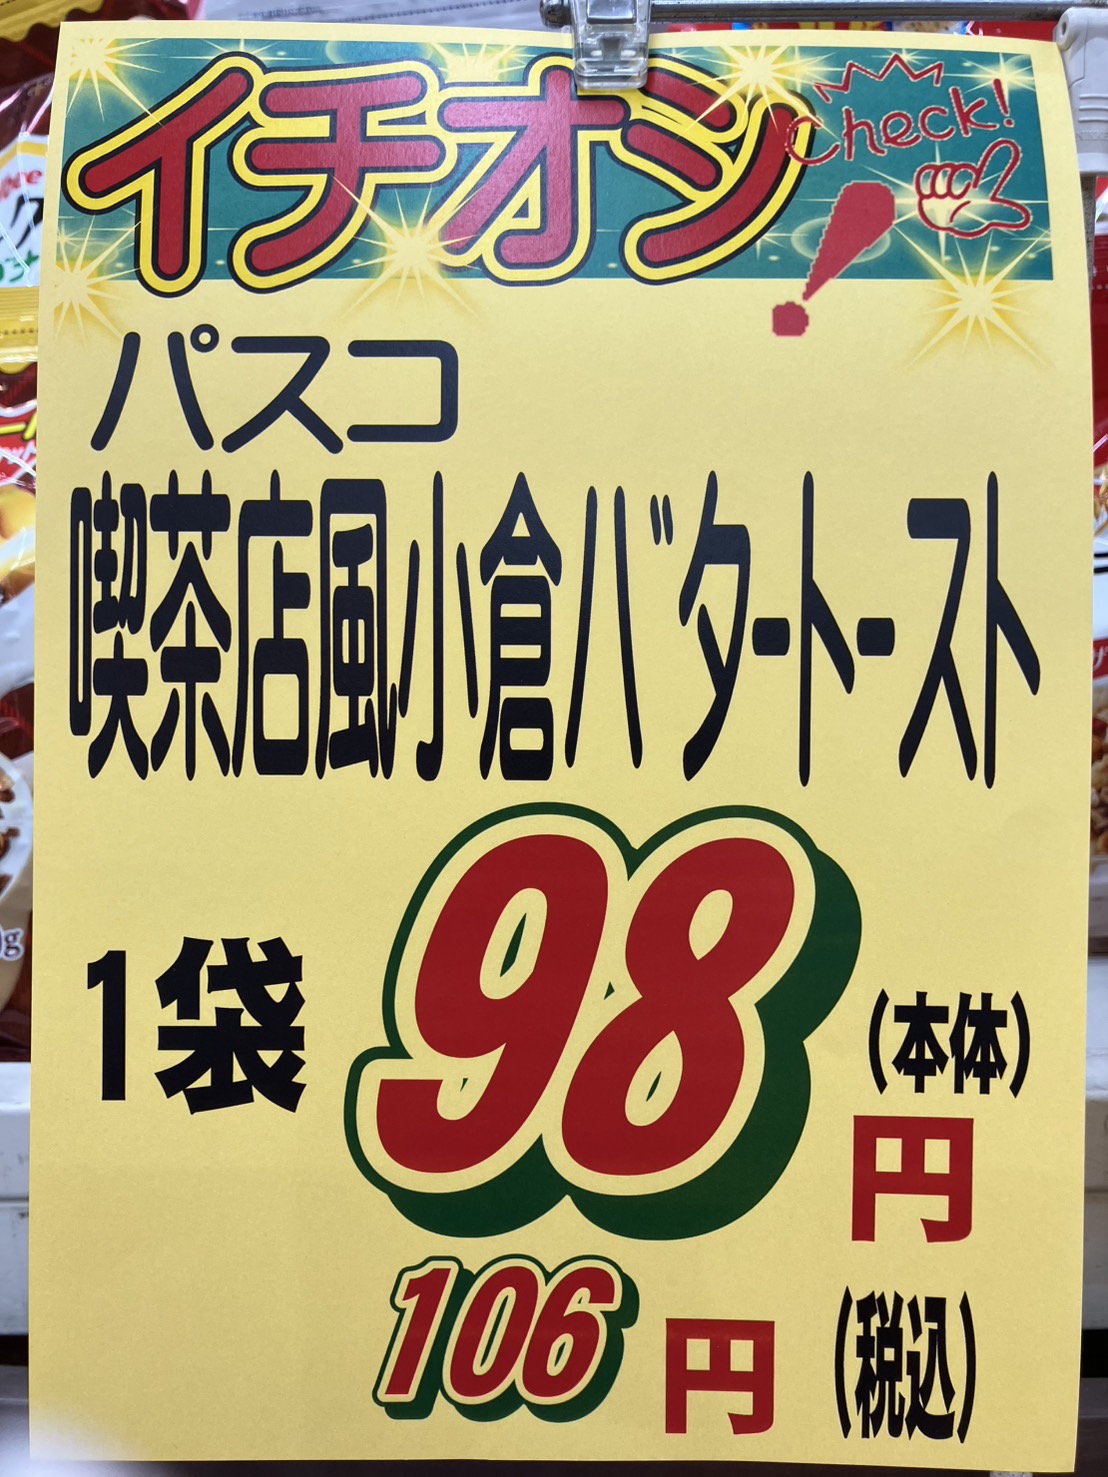 イチオシ
Check!
!
パスコ
喫茶店風小倉バタートースト
1袋
98
(本体)
円
106円
(税込)